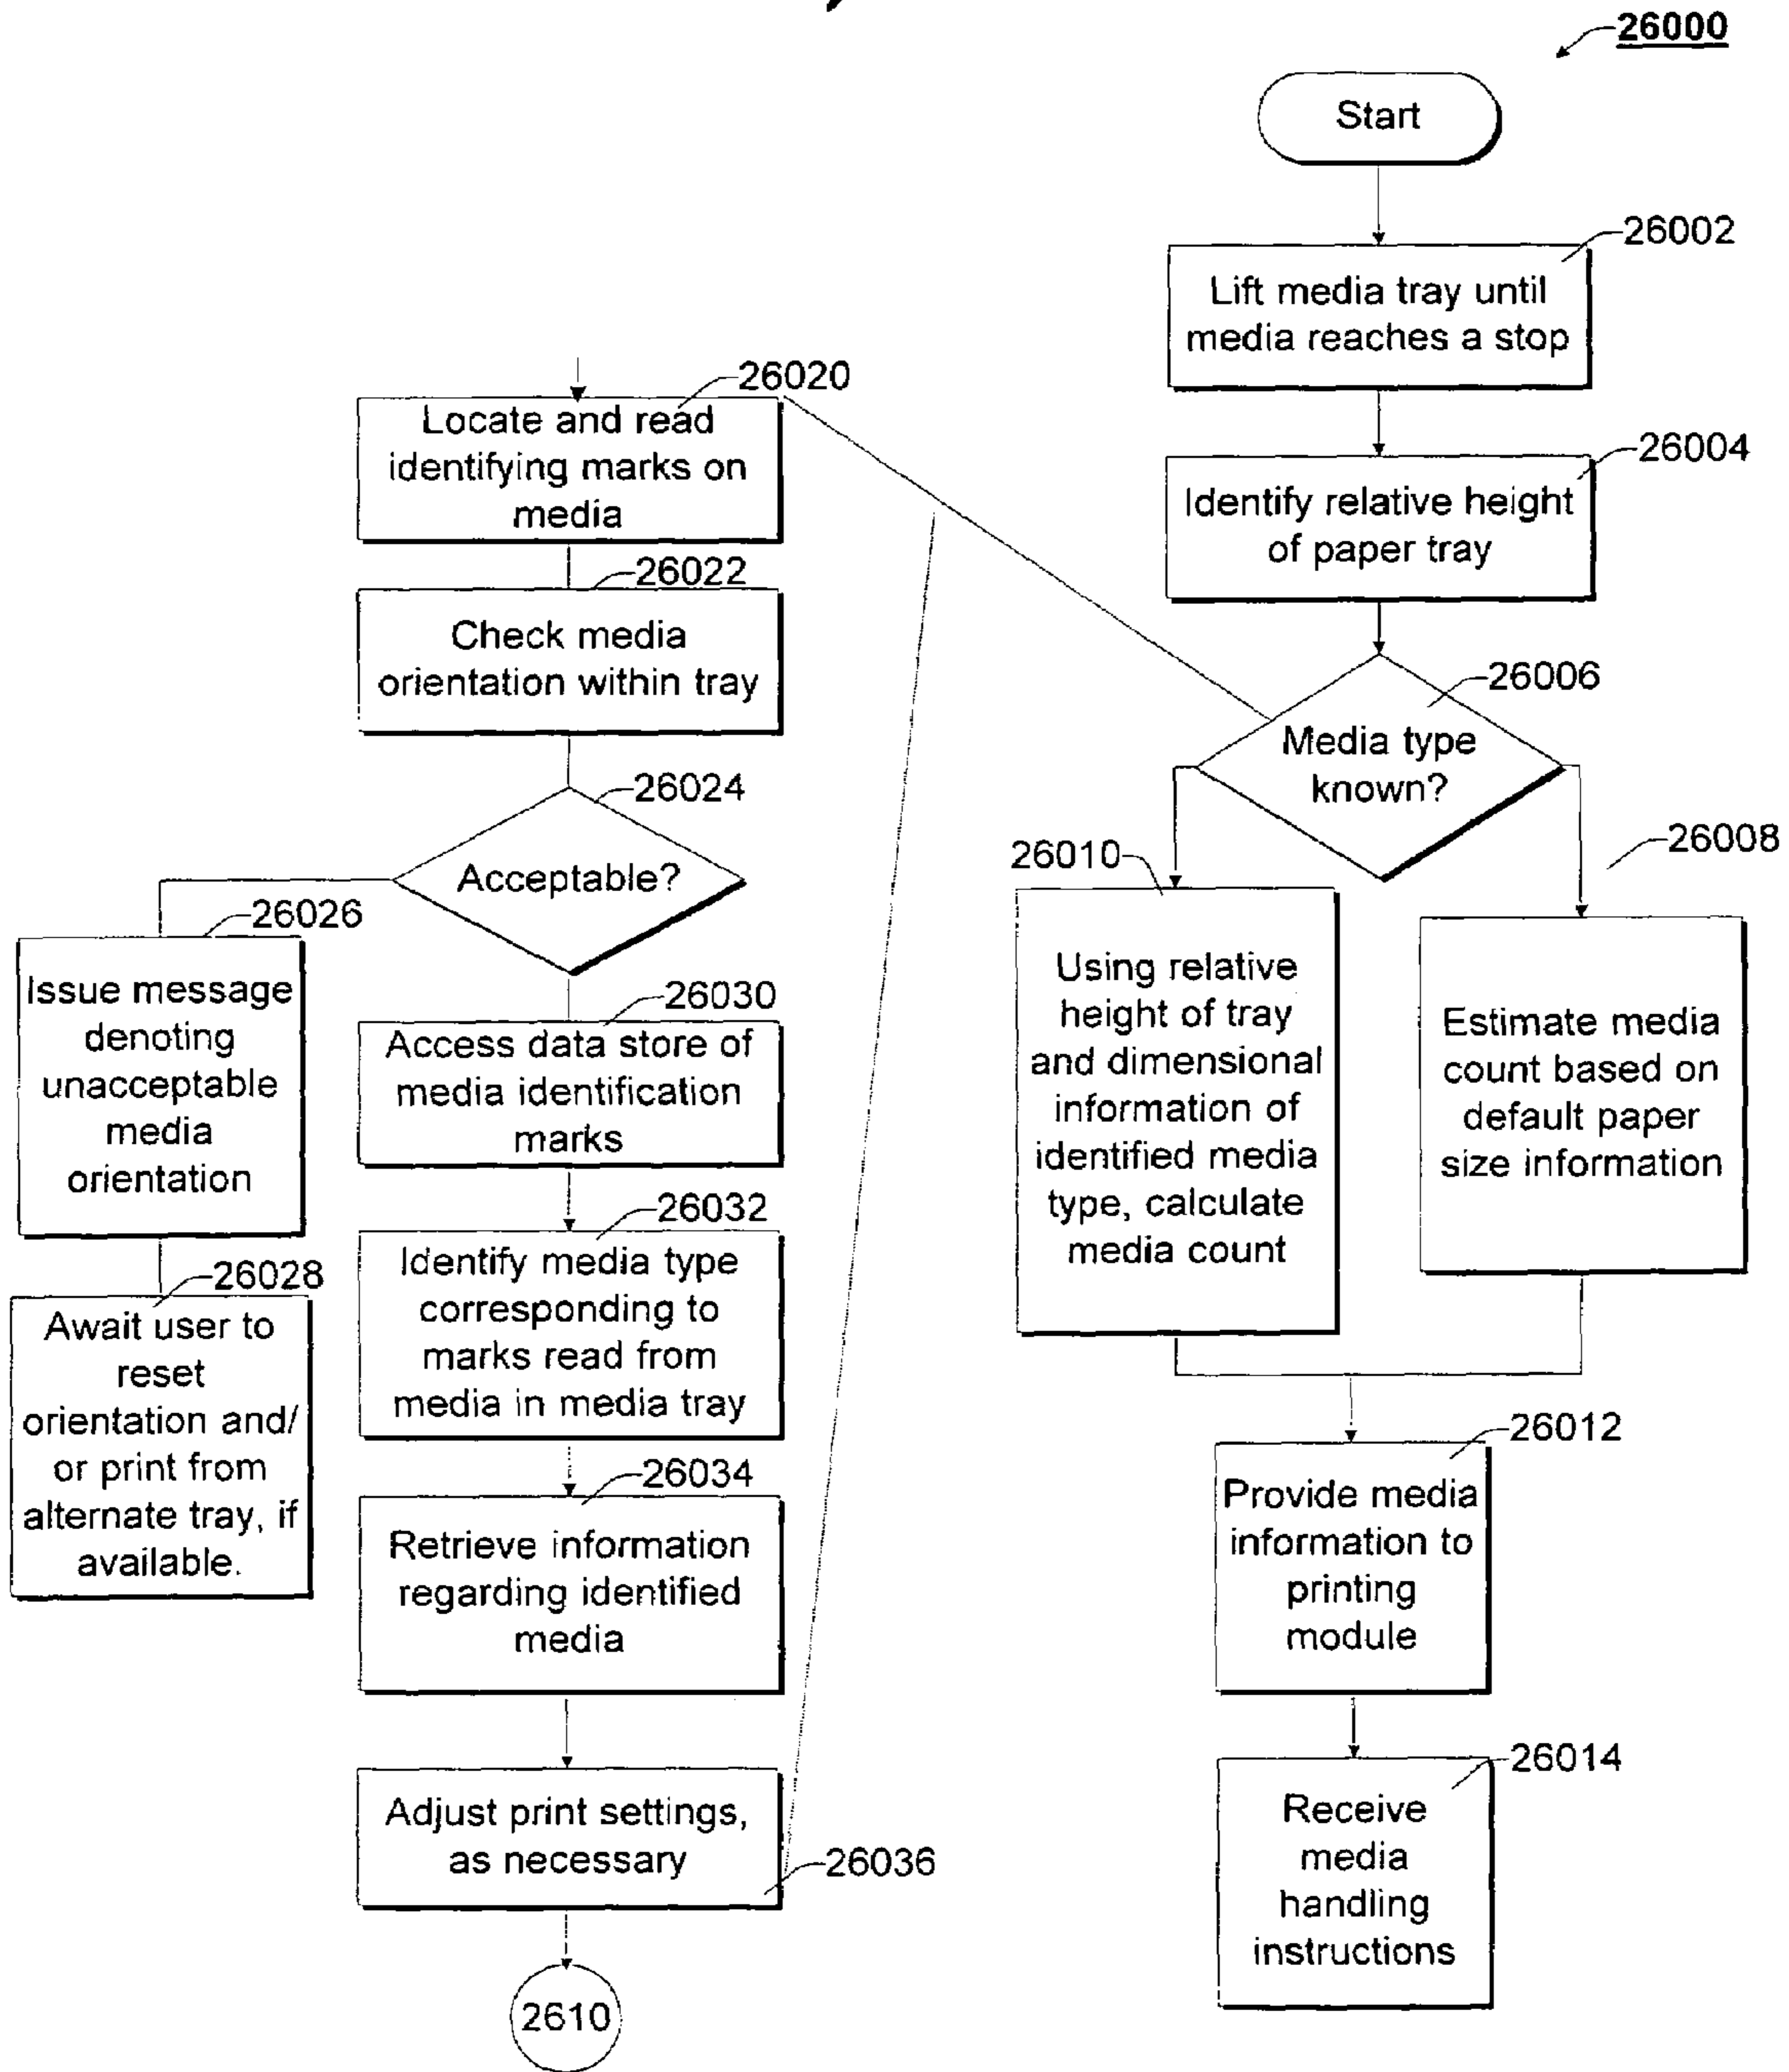 26000
Start
26002
Lift media tray until
media reaches a stop
26004
Identify relative height
of paper tray
26006
Media type
known?
26008
26010
Using relative
height of tray
and dimensional
information of
identified media
type, calculate
media count
Estimate media
count based on
default paper
size information
26012
Provide media
information to
printing
module
26014
Receive
media
handling
instructions
26020
Locate and read
identifying marks on
media
26022
Check media
orientation within tray
26024
Acceptable?
26026
Issue message
denoting
unacceptable
media
orientation
26028
Await user to
reset
orientation and/
or print from
alternate tray, if
available.
26030
Access data store of
media identification
marks
26032
Identify media type
corresponding to
marks read from
media in media tray
26034
Retrieve information
regarding identified
media
Adjust print settings,
as necessary
26036
2610